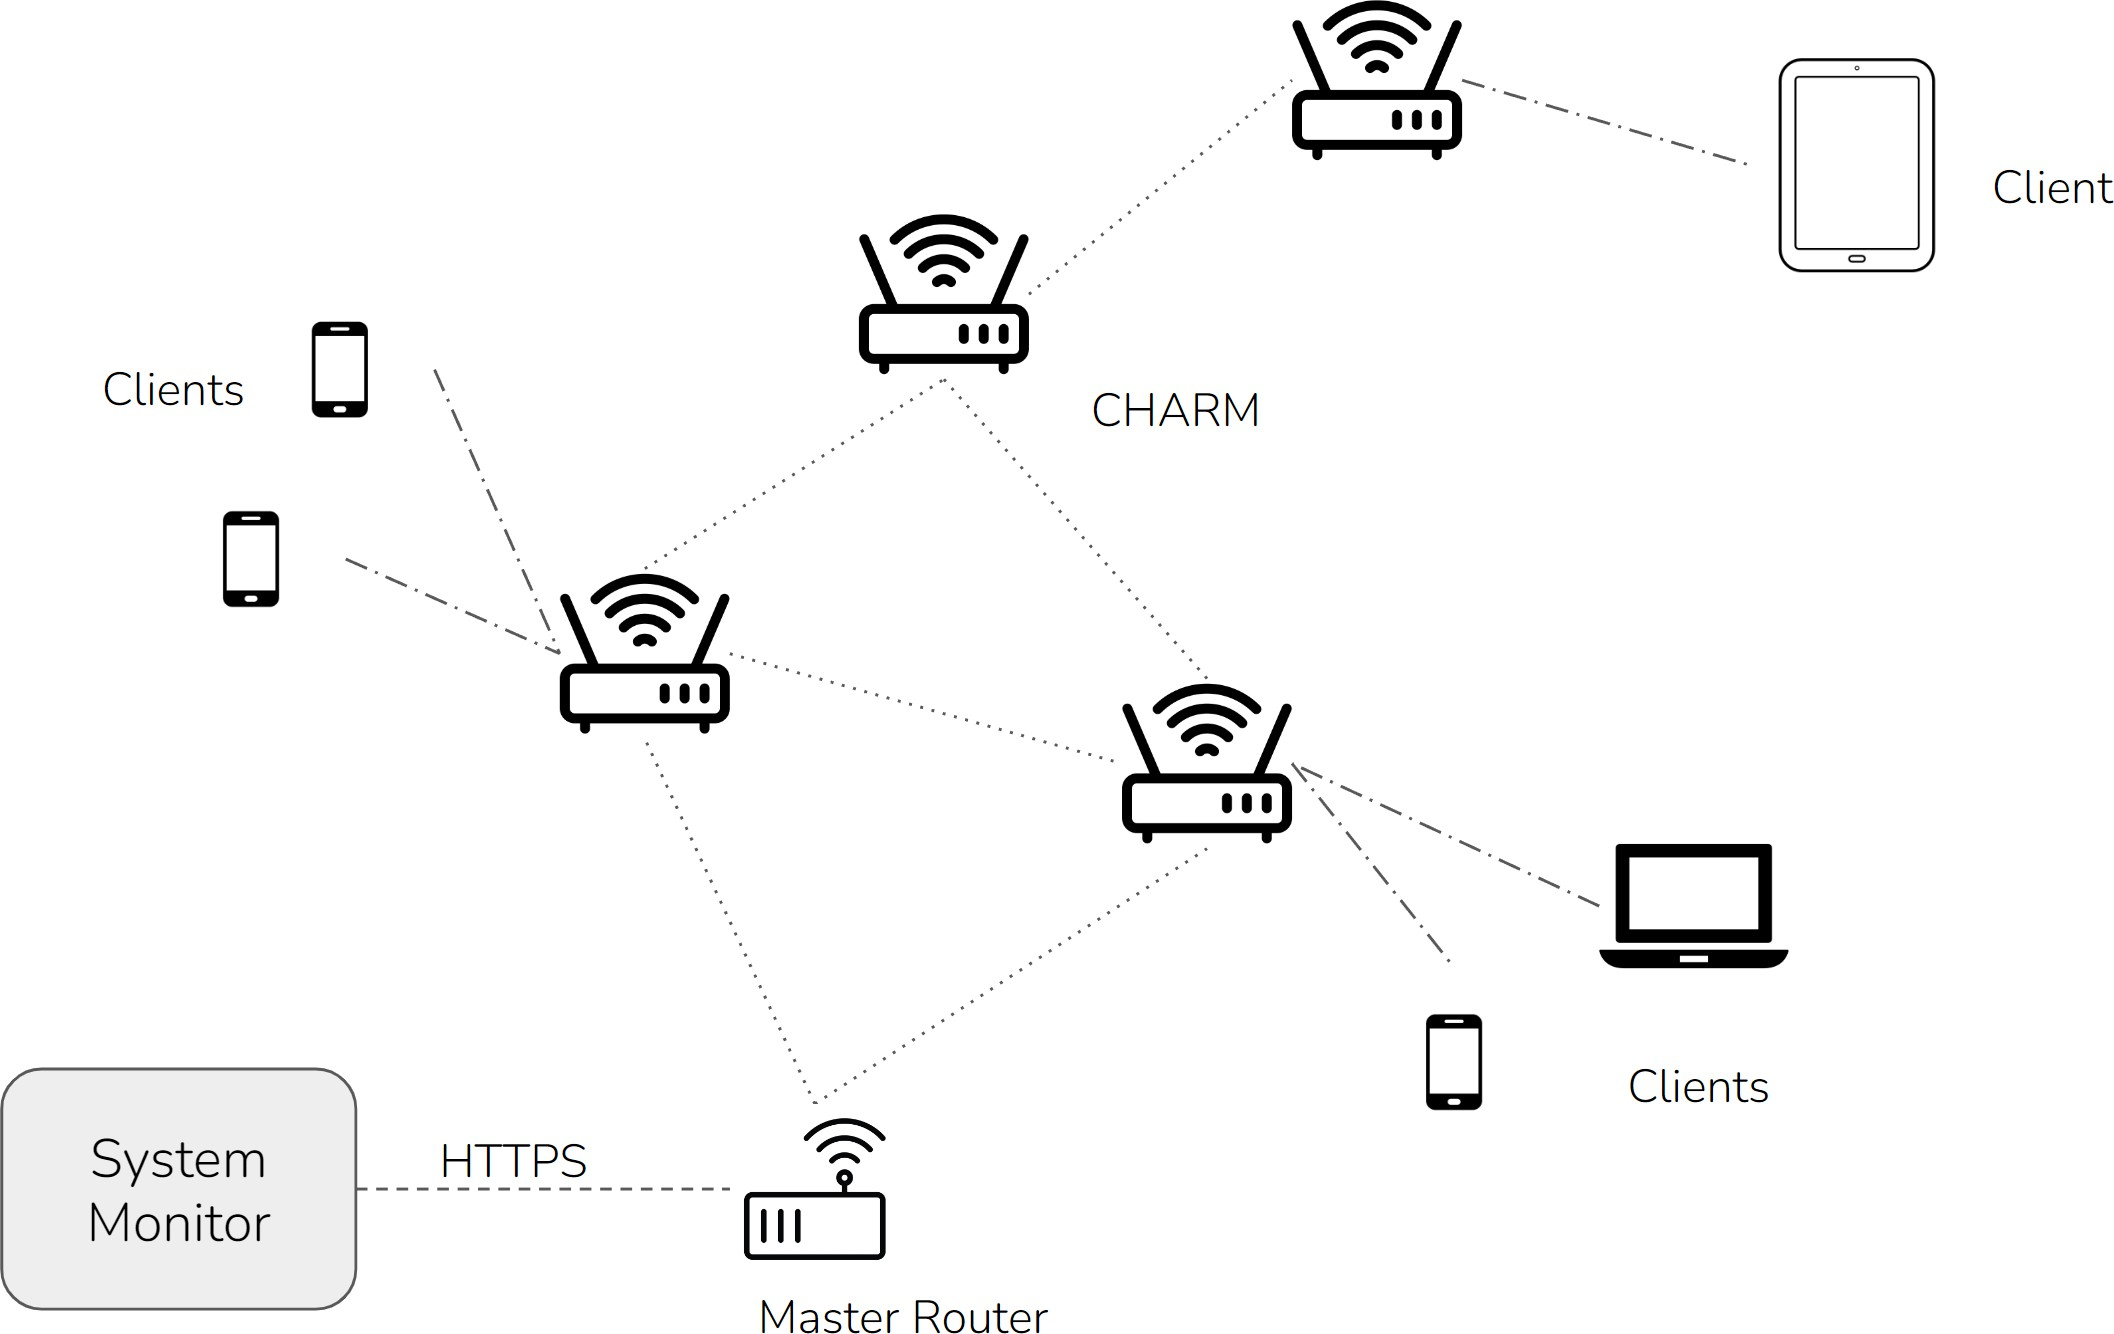 Client
Clients
CHARM
Clients
System
Monitor
HTTPS
Master Router